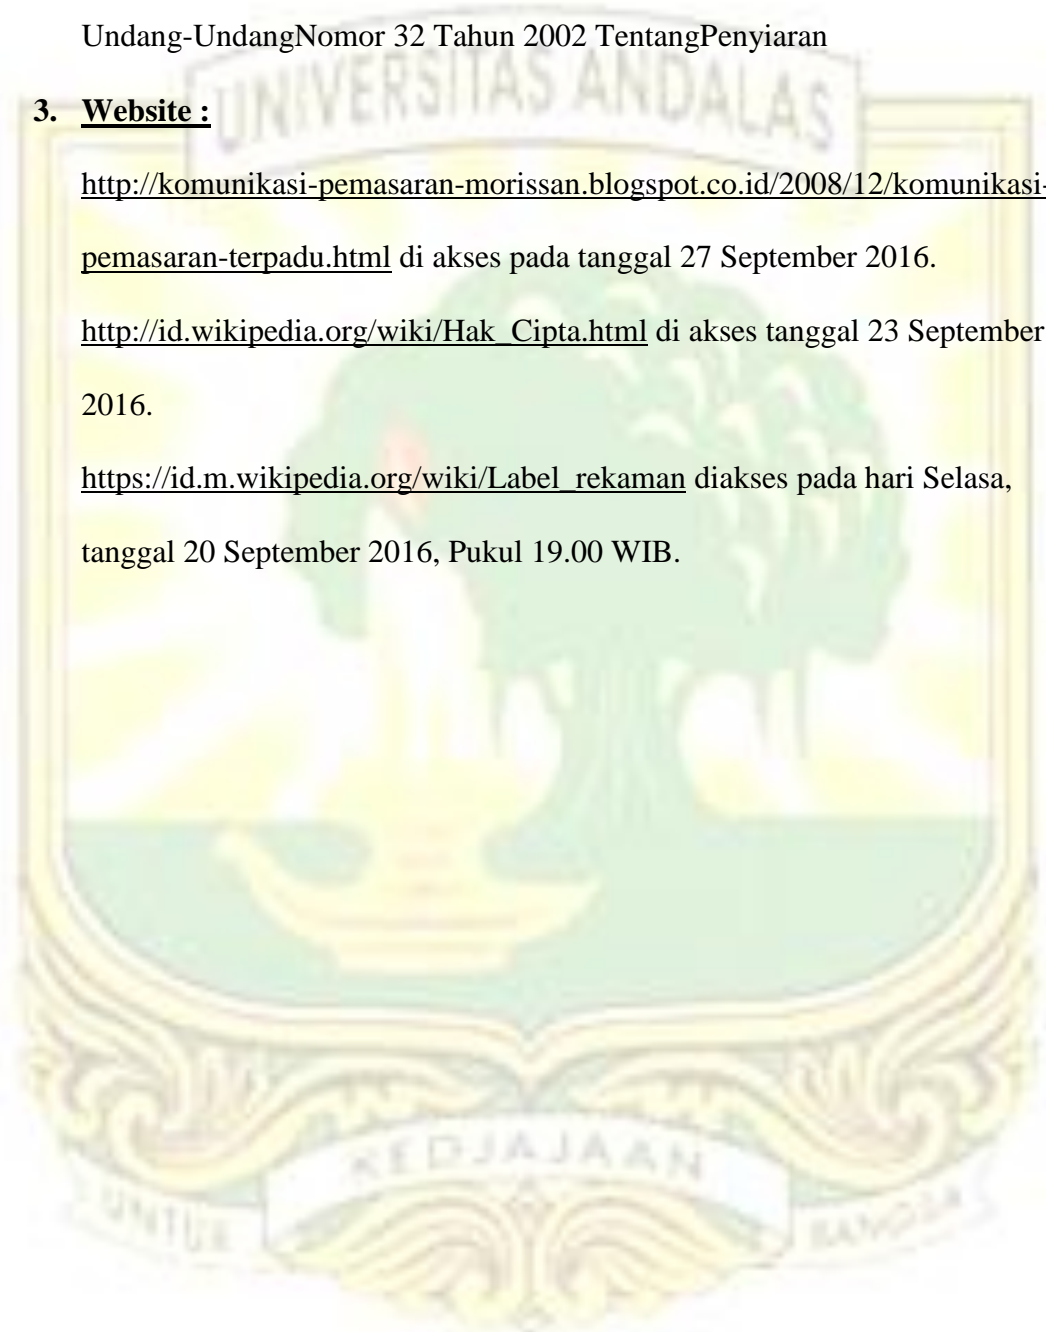 Undang-UndangNomor 32 Tahun 2002 TentangPenyiaran
UNIVERSITAS ANDALAS
3. Website :
http://komunikasi-pemasaran-morissan.blogspot.co.id/2008/12/komunikasi-
pemasaran-terpadu.html di akses pada tanggal 27 September 2016.
http://id.wikipedia.org/wiki/Hak_Cipta.html di akses tanggal 23 September
2016.
https://id.m.wikipedia.org/wiki/Label_rekaman diakses pada hari Selasa,
tanggal 20 September 2016, Pukul 19.00 WIB.
KEDJAJAAN
UNTUK BANGSA